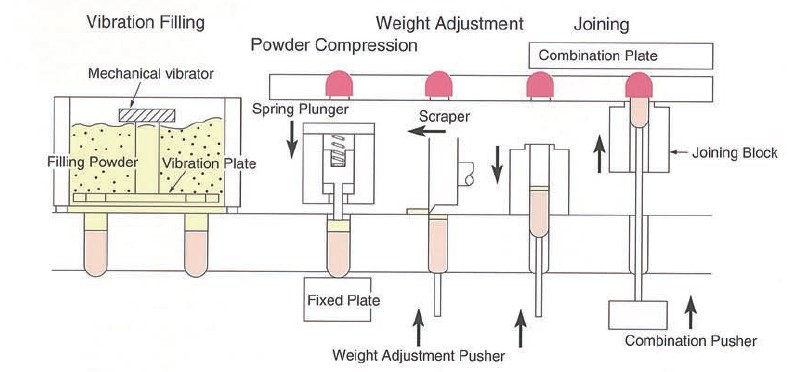 Vibration Filling
Weight Adjustment
Joining
Powder Compression
Combination Plate
Mechanical vibrator
Spring Plunger
Scraper
Filling Powder
Vibration Plate
Joining Block
Fixed Plate
Weight Adjustment Pusher
Combination Pusher